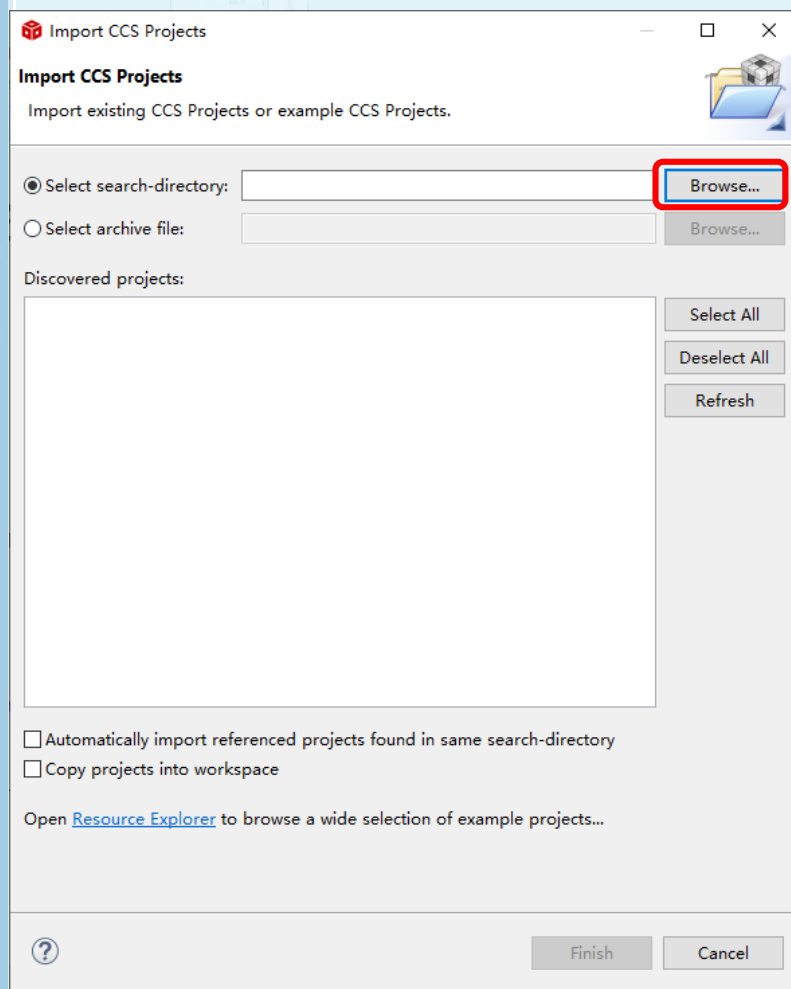 Import CCS Projects
Import CCS Projects
Import existing CCS Projects or example CCS Projects.
Select search-directory: Browse...
Select archive file: Browse...
Discovered projects:
Select All
Deselect All
Refresh
Automatically import referenced projects found in same search-directory
Copy projects into workspace
Open Resource Explorer to browse a wide selection of example projects...
? Finish Cancel